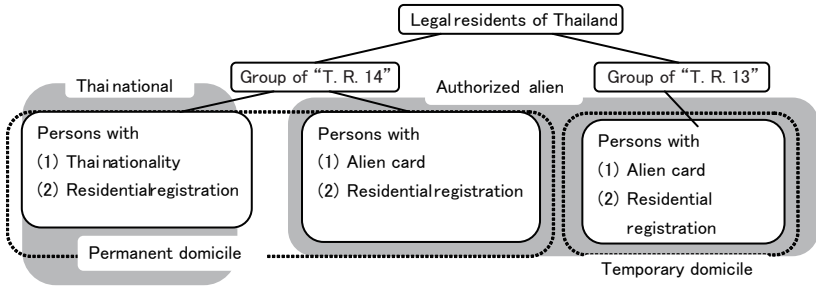 Legal residents of Thailand
Group of “T. R. 14”
Group of “T. R. 13”
Thai national
Authorized alien
Persons with
(1) Thai nationality
(2) Residential registration
Persons with
(1) Alien card
(2) Residential registration
Persons with
(1) Alien card
(2) Residential
registration
Permanent domicile
Temporary domicile